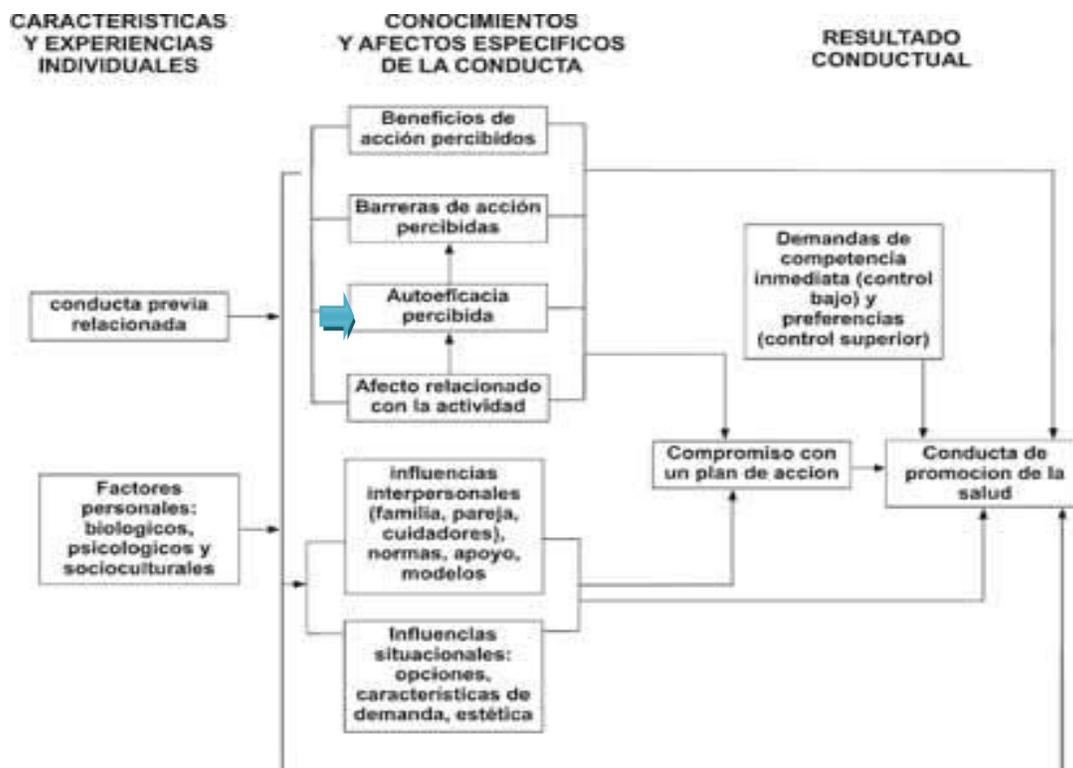 CARACTERÍSTICAS
Y EXPERIENCIAS
INDIVIDUALES
CONOCIMIENTOS
Y AFECTOS ESPECIFICOS
DE LA CONDUCTA
RESULTADO
CONDUCTUAL
Beneficios de
acción percibidos
Barreras de acción
percibidas
Autoeficacia
percibida
Afecto relacionado
con la actividad
conducta previa
relacionada
Factores
personales:
biologicos,
psicologicos y
socioculturales
influencias
interpersonales
(familia, pareja,
cuidadores),
normas, apoyo,
modelos
Influencias
situacionales:
opciones,
características de
demanda, estética
Demandas de
competencia
inmediata (control
bajo) y
preferencias
(control superior)
Compromiso con
un plan de accion
Conducta de
promocion de la
salud